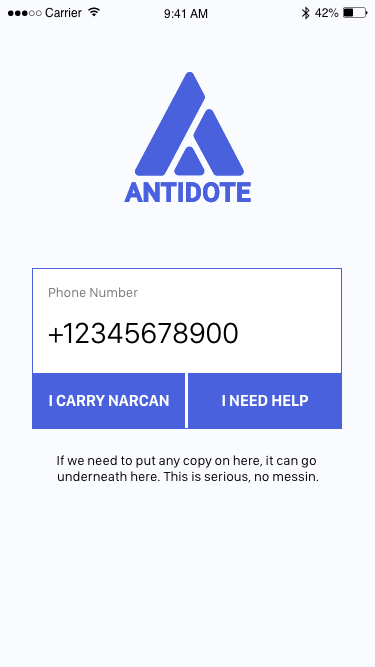 Carrier 9:41 AM 42%
ANTIDOTE
Phone Number
+12345678900
I CARRY NARCAN I NEED HELP
If we need to put any copy on here, it can go
underneath here. This is serious, no messin.